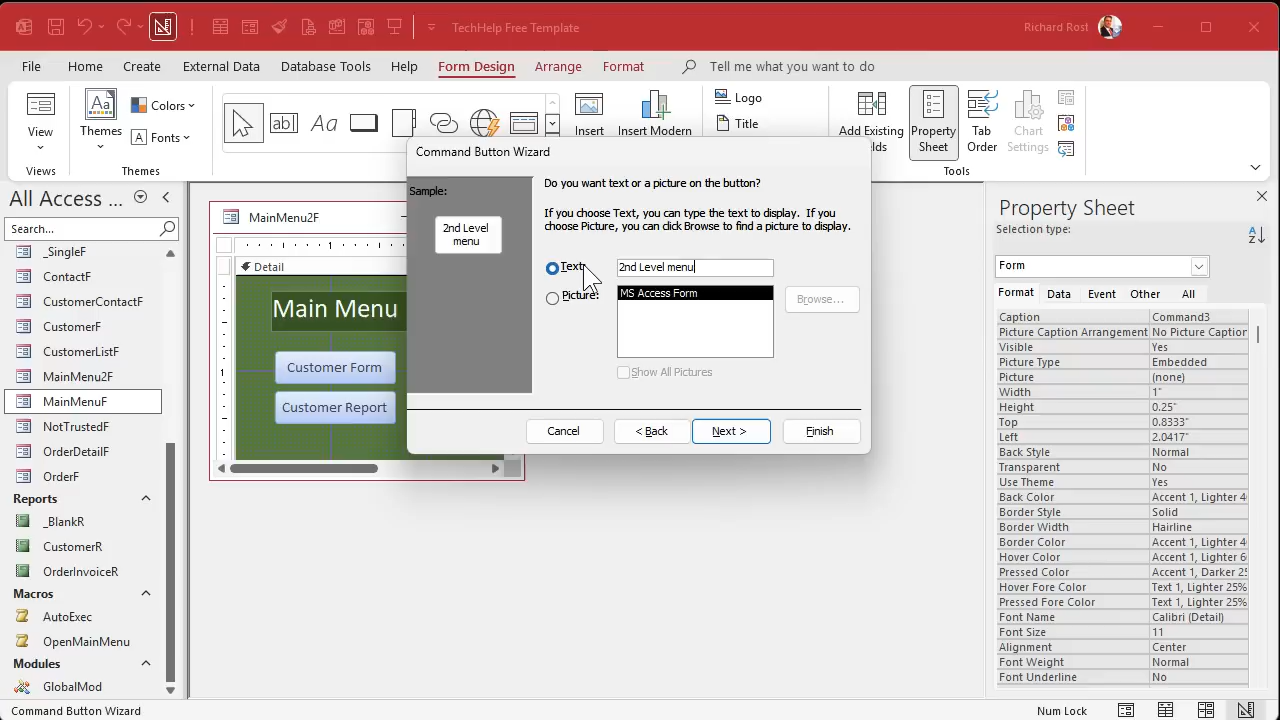 TechHelp Free Template
Richard Rost
File Home Create External Data Database Tools Help Form Design Arrange Format Tell me what you want to do
View
Views
Themes
Colors
Fonts
Themes
Insert
Insert Modern
Logo
Title
Add Existing
Property Sheet
Tab Order
Chart Settings
Tools
All Access ...
Search...
_SingleF
ContactF
CustomerContactF
CustomerF
CustomerListF
MainMenu2F
MainMenuF
NotTrustedF
OrderDetailF
OrderF
Reports
_BlankR
CustomerR
OrderInvoiceR
Macros
AutoExec
OpenMainMenu
Modules
GlobalMod
MainMenu2F
1
Detail
Main Menu
1
Customer Form
Customer Report
Command Button Wizard
Sample:
2nd Level
menu
Do you want text or a picture on the button?
If you choose Text, you can type the text to display. If you
choose Picture, you can click Browse to find a picture to display.
Text: 2nd Level menu
Picture: MS Access Form
Browse...
Show All Pictures
Cancel < Back Next > Finish
Property Sheet
Selection type:
Form
Format Data Event Other All
Caption Command3
Picture Caption Arrangement No Picture Caption
Visible Yes
Picture Type Embedded
Picture (none)
Width 1"
Height 0.25"
Top 0.8333"
Left 2.0417"
Back Style Normal
Transparent No
Use Theme Yes
Back Color Accent 1, Lighter 4
Border Style Solid
Border Width Hairline
Border Color Accent 1, Lighter 4
Hover Color Accent 1, Lighter 6
Pressed Color Accent 1, Darker 25
Hover Fore Color Text 1, Lighter 25%
Pressed Fore Color Text 1, Lighter 25%
Font Name Calibri (Detail)
Font Size 11
Alignment Center
Font Weight Normal
Font Underline No
Command Button Wizard
Num Lock